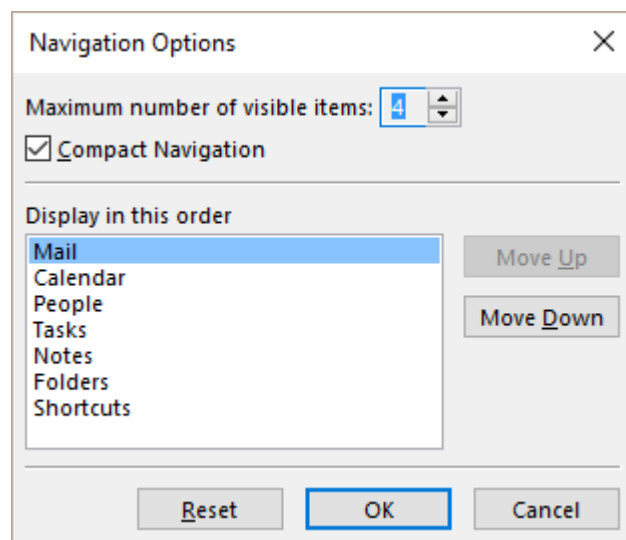 Navigation Options
Maximum number of visible items: 4
Compact Navigation
Display in this order
Mail
Calendar
People
Tasks
Notes
Folders
Shortcuts
Move Up
Move Down
Reset OK Cancel